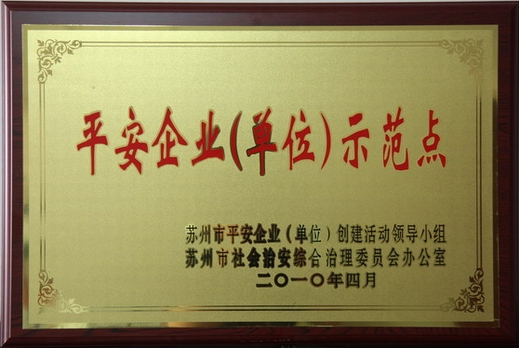 平安企业(单位)示范点
苏州市平安企业(单位)创建活动领导小组
苏州市社会治安综合治理委员会办公室
二〇一〇年四月